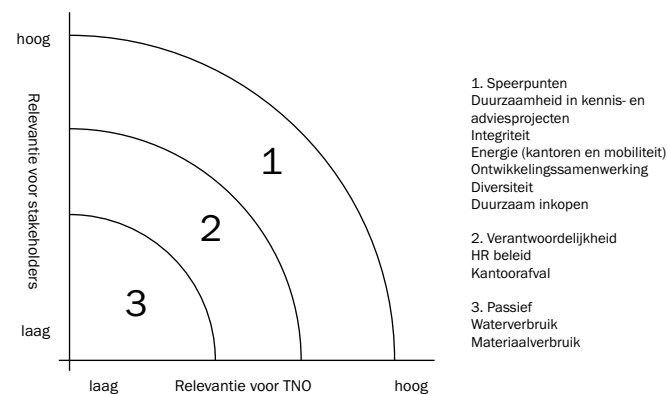 hoog
Relevantie voor stakeholders
laag
1
2
3
laag
Relevantie voor TNO
hoog
1. Speerpunten
Duurzaamheid in kennis- en
adviesprojecten
Integriteit
Energie (kantoren en mobiliteit)
Ontwikkelingssamenwerking
Diversiteit
Duurzaam inkopen
2. Verantwoordelijkheid
HR beleid
Kantoorafval
3. Passief
Waterverbruik
Materiaalverbruik